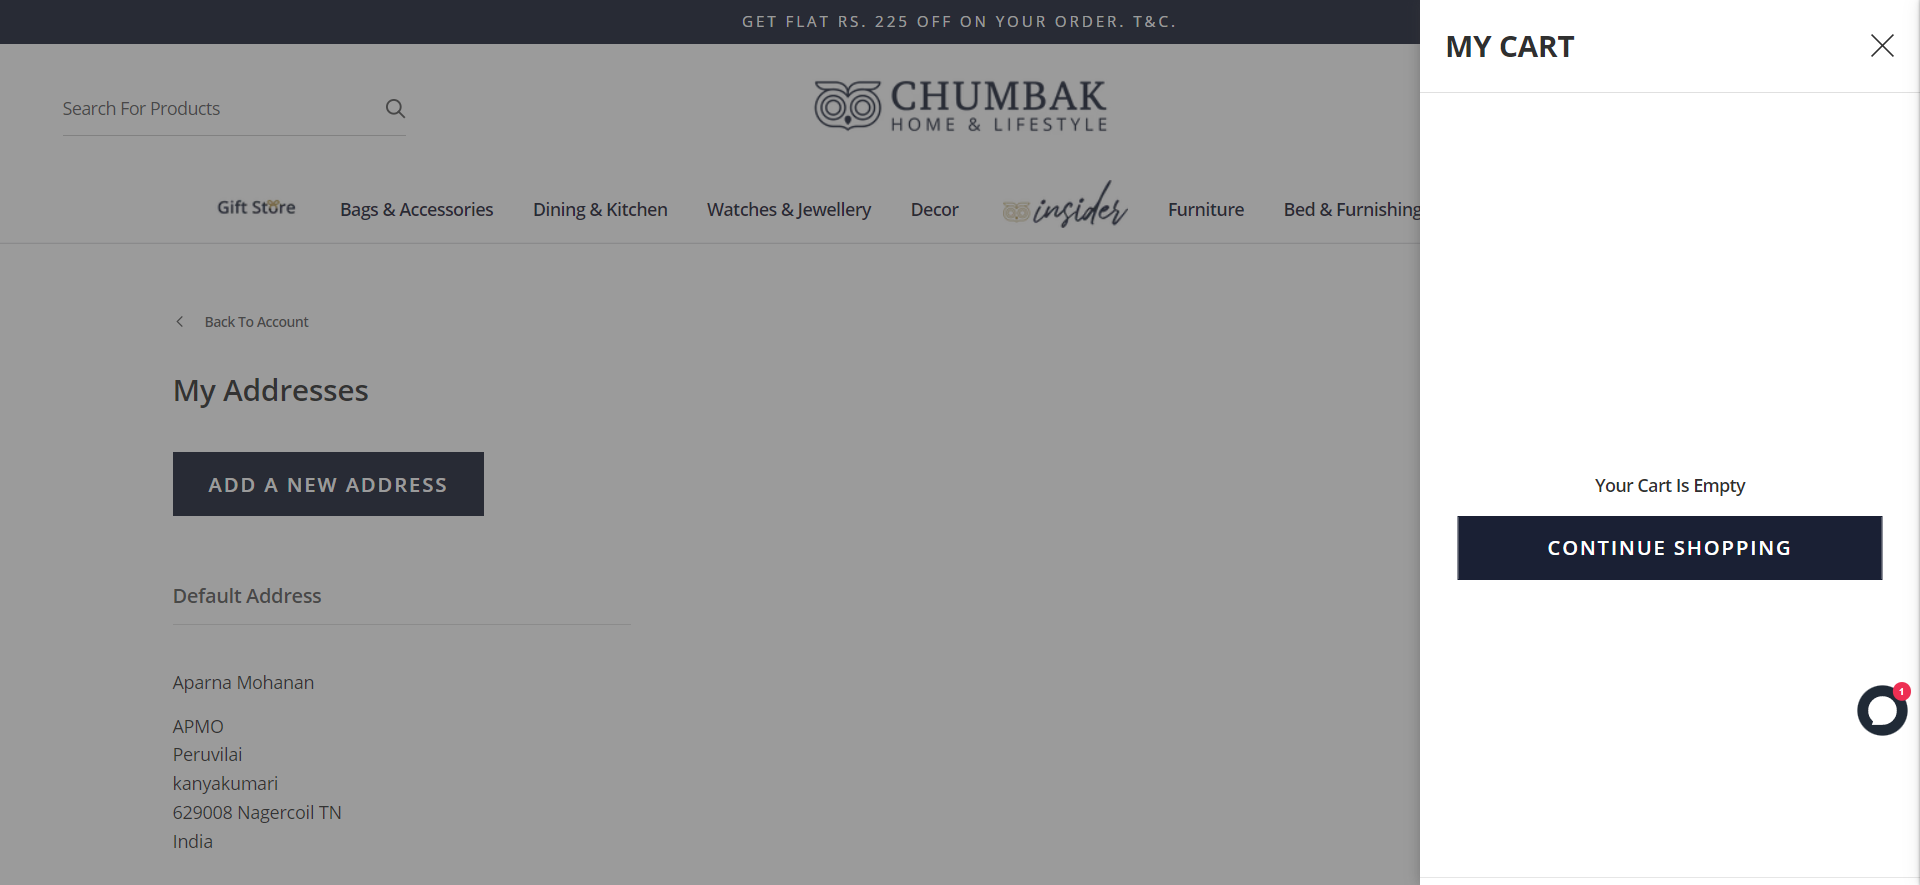 GET FLAT RS. 225 OFF ON YOUR ORDER. T&C.
MY CART
Search For Products
CHUMBAK
HOME & LIFESTYLE
Gift Store
Bags & Accessories
Dining & Kitchen
Watches & Jewellery
Decor
insider
Furniture
Bed & Furnishing
Back To Account
My Addresses
ADD A NEW ADDRESS
Your Cart Is Empty
CONTINUE SHOPPING
Default Address
Aparna Mohanan
APMO
Peruvilai
kanyakumari
629008 Nagercoil TN
India
1